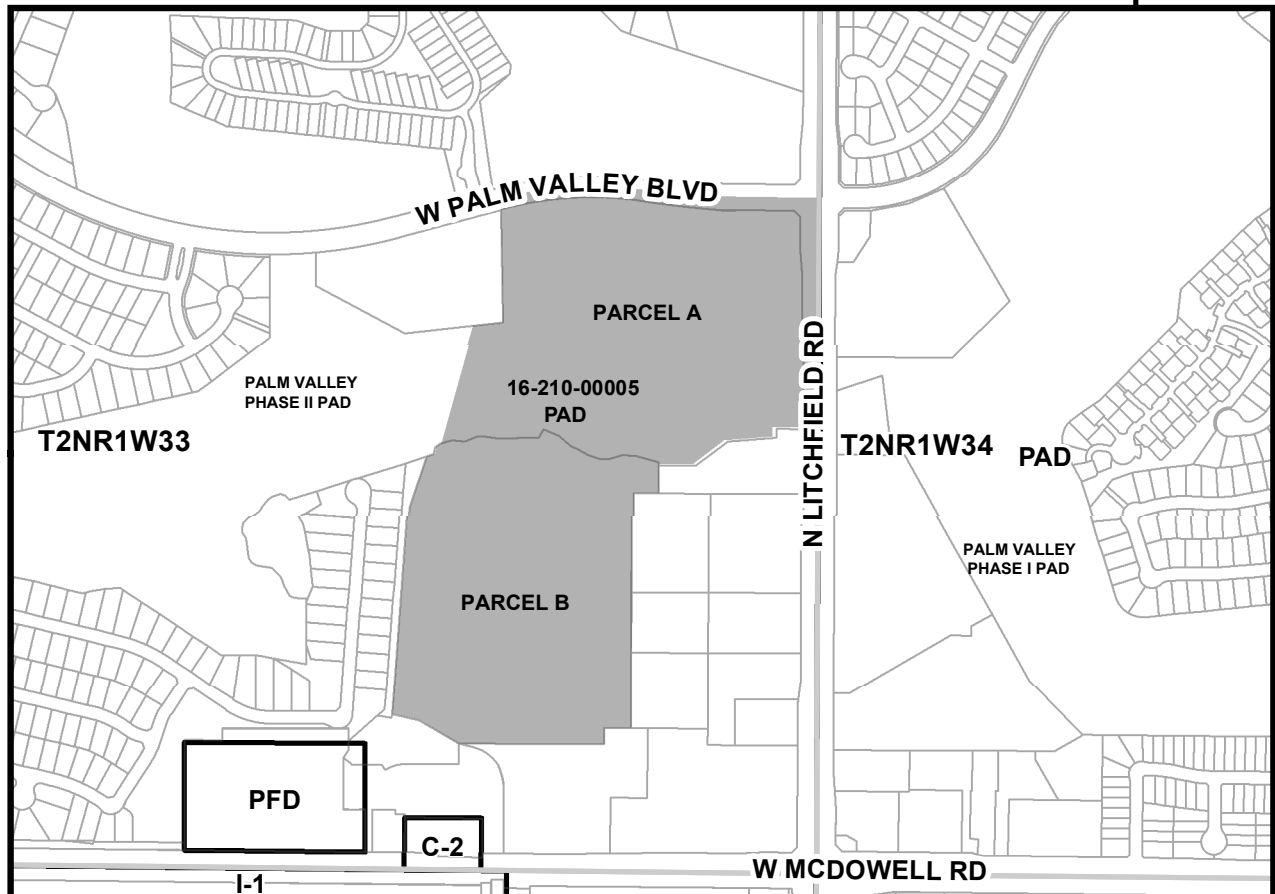 W PALM VALLEY BLVD
PARCEL A
N LITCHFIELD RD
16-210-00005
PAD
PALM VALLEY
PHASE II PAD
T2NR1W33
T2NR1W34
PAD
PALM VALLEY
PHASE I PAD
PARCEL B
PFD
C-2
W MCDOWELL RD
I-1